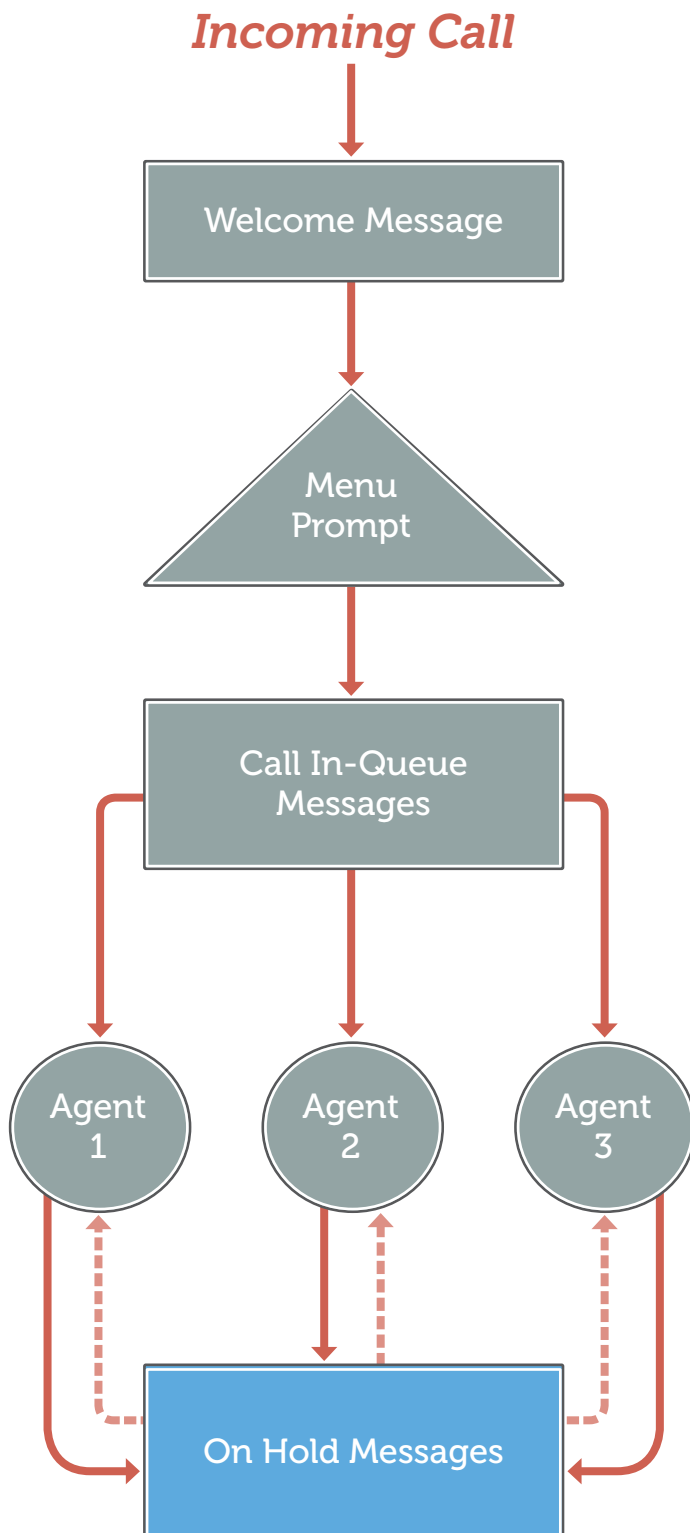 Incoming Call
Welcome Message
Menu
Prompt
Call In-Queue
Messages
Agent
1
Agent
2
Agent
3
On Hold Messages